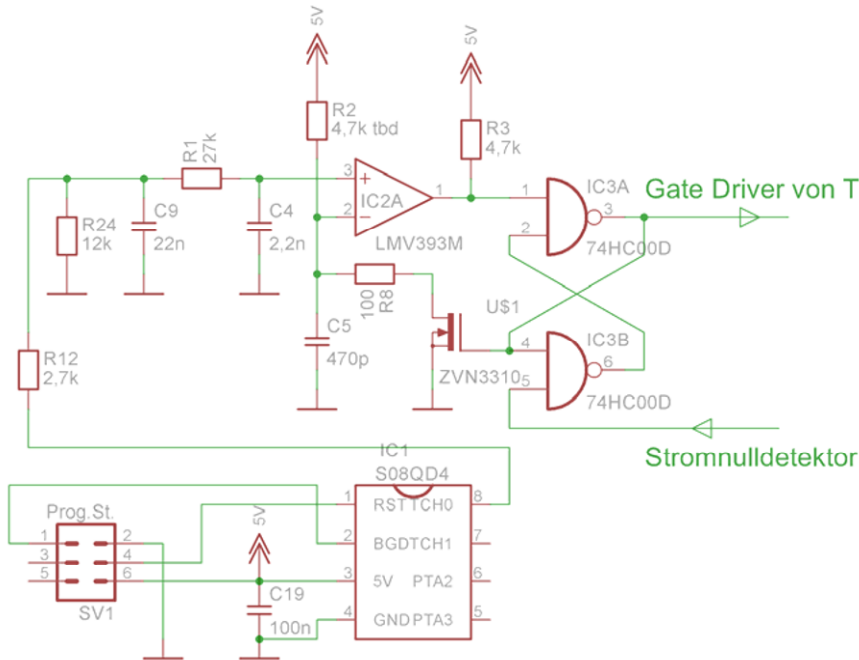 5V
5V
R2
4,7k tbd
R3
4,7k
R1
27k
3
+
IC2A
1
2
−
LMV393M
1
IC3A
3
2
74HC00D
Gate Driver von T
R24
12k
C9
22n
C4
2,2n
100
R8
U$1
C5
470p
ZVN3310
4
IC3B
6
5
74HC00D
R12
2,7k
Stromnulldetektor
IC1
S08QD4
Prog.St.
1
2
3
4
5
6
SV1
5V
C19
100n
1
RST
TCH0
8
2
BGD
TCH1
7
3
5V
PTA2
6
4
GND
PTA3
5